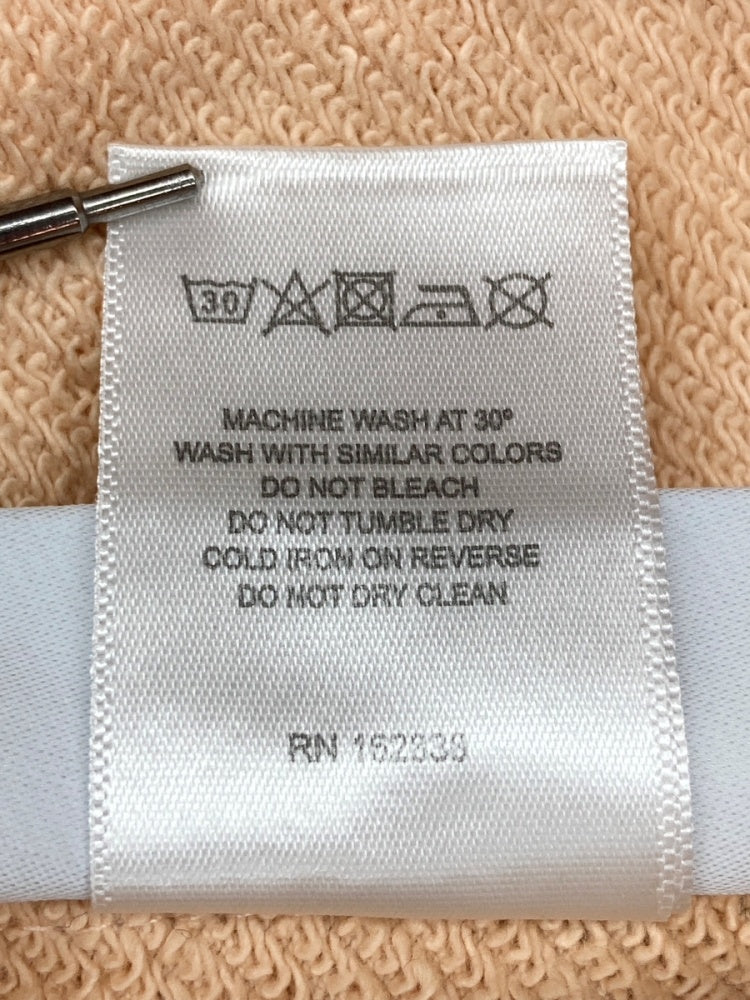 30
MACHINE WASH AT 30°
WASH WITH SIMILAR COLORS
DO NOT BLEACH
DO NOT TUMBLE DRY
COLD IRON ON REVERSE
DO NOT DRY CLEAN
RN